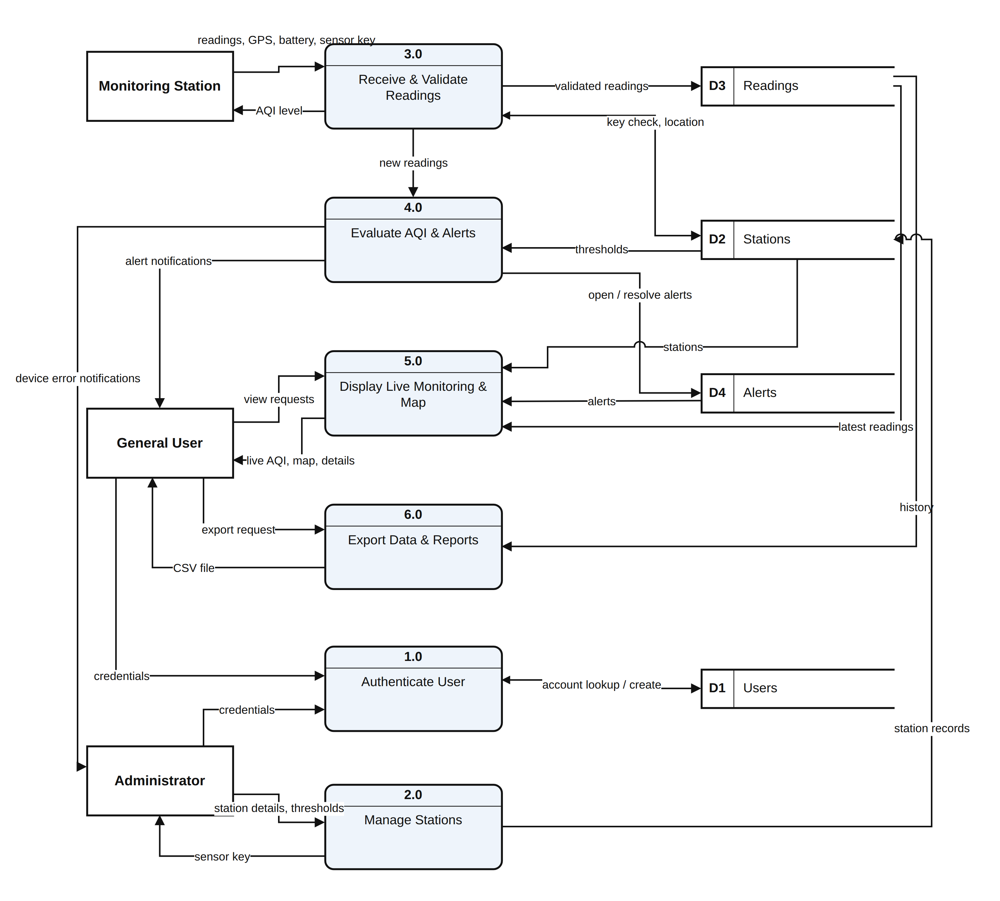 readings, GPS, battery, sensor key
3.0
Monitoring Station
Receive & Validate
Readings
validated readings
D3
Readings
AQI level
key check, location
new readings
4.0
Evaluate AQI & Alerts
D2
Stations
thresholds
alert notifications
open / resolve alerts
stations
5.0
device error notifications
Display Live Monitoring &
Map
view requests
D4
Alerts
alerts
latest readings
General User
live AQI, map, details
history
6.0
export request
Export Data & Reports
CSV file
1.0
credentials
Authenticate User
account lookup / create
D1
Users
credentials
station records
Administrator
2.0
station details, thresholds
Manage Stations
sensor key